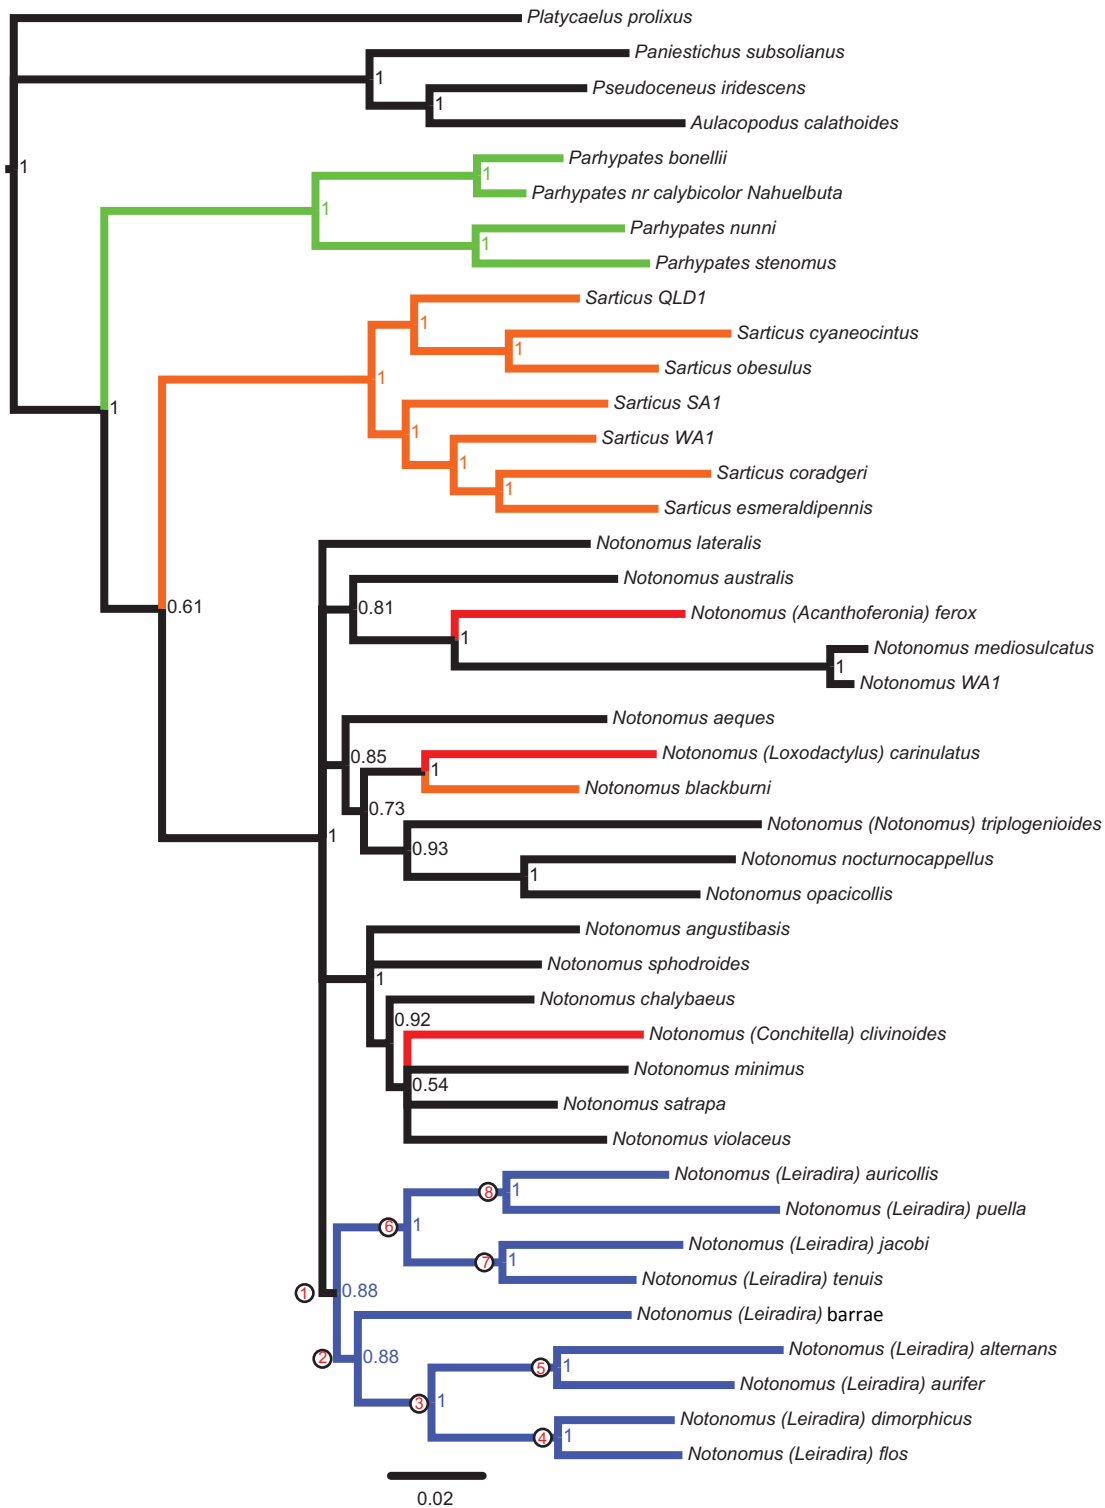 Platycaelus prolixus
Paniestichus subsolianus
1
Pseudoceneus iridescens
1
Aulacopodus calathoides
Parhypates bonellii
1
1
Parhypates nr calybicolor Nahuelbuta
1
Parhypates nunni
1
Parhypates stenomus
Sarticus QLD1
1
Sarticus cyaneocintus
1
Sarticus obesulus
1
Sarticus SA1
1
1
Sarticus WA1
1
Sarticus coradgeri
1
Sarticus esmeraldipennis
Notonomus lateralis
Notonomus australis
0.61
0.81
Notonomus (Acanthoferonia) ferox
1
Notonomus mediosulcatus
1
Notonomus WA1
Notonomus aeques
0.85
Notonomus (Loxodactylus) carinulatus
1
Notonomus blackburni
0.73
Notonomus (Notonomus) triplogenioides
1
0.93
Notonomus nocturnocappellus
1
Notonomus opacicollis
Notonomus angustibasis
Notonomus sphodroides
1
Notonomus chalybaeus
0.92
Notonomus (Conchitella) clivinoides
Notonomus minimus
0.54
Notonomus satrapa
Notonomus violaceus
Notonomus (Leiradira) auricollis
8 1
Notonomus (Leiradira) puella
6 1
Notonomus (Leiradira) jacobi
7 1
Notonomus (Leiradira) tenuis
1 0.88
Notonomus (Leiradira) barrae
Notonomus (Leiradira) alternans
2 0.88
5 1
Notonomus (Leiradira) aurifer
3 1
Notonomus (Leiradira) dimorphicus
4 1
Notonomus (Leiradira) flos
0.02